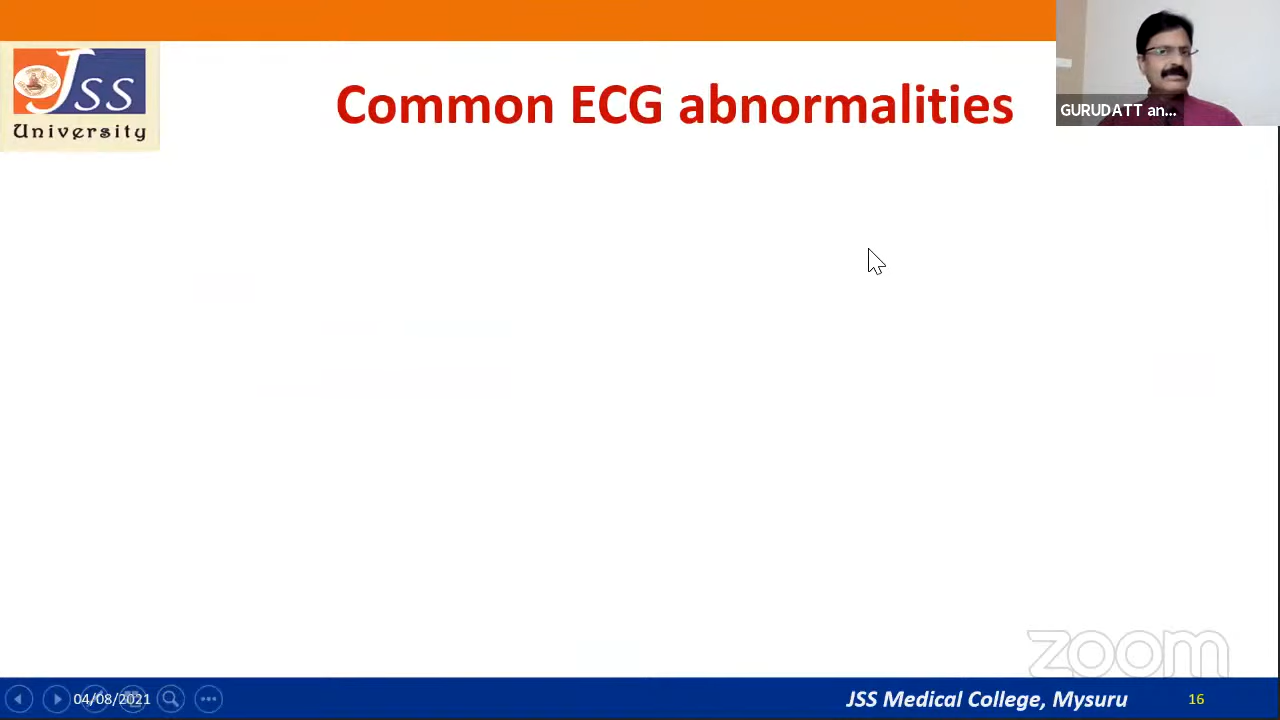 JSS
University
Common ECG abnormalities
GURUDATT an...
zoom
04/08/2021
JSS Medical College, Mysuru
16